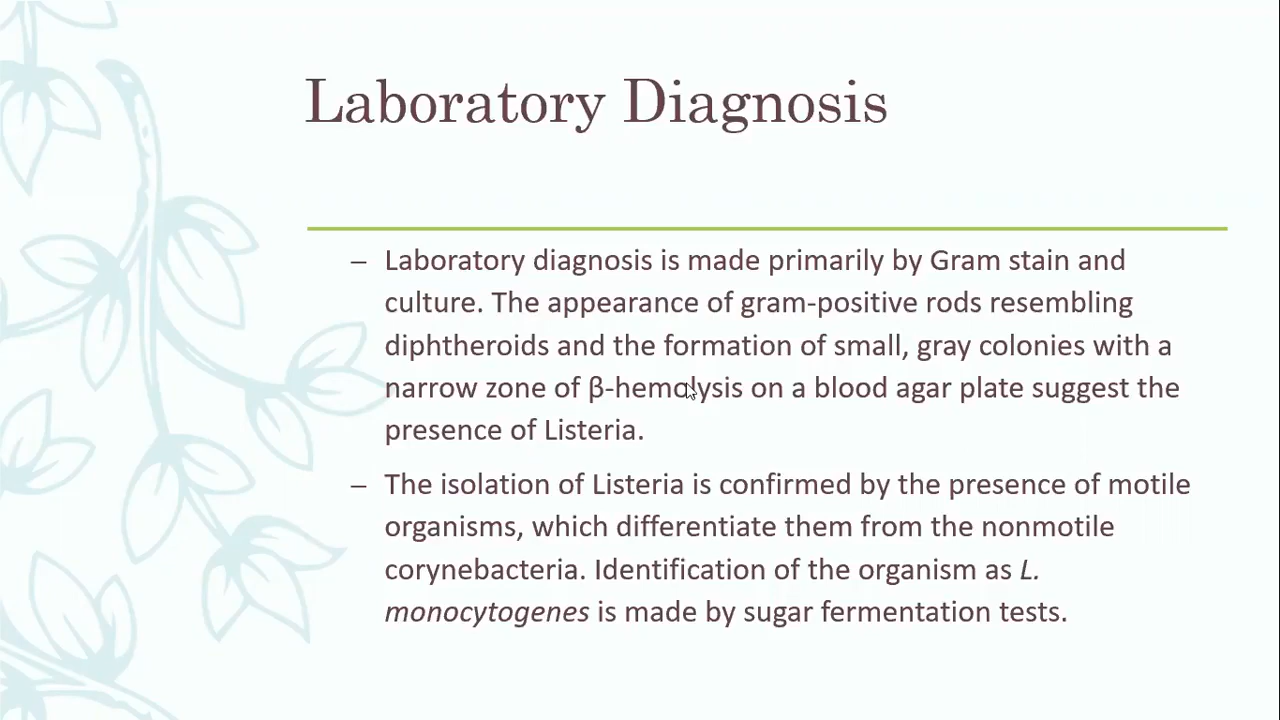 Laboratory Diagnosis
– Laboratory diagnosis is made primarily by Gram stain and
culture. The appearance of gram-positive rods resembling
diphtheroids and the formation of small, gray colonies with a
narrow zone of β-hemolysis on a blood agar plate suggest the
presence of Listeria.
– The isolation of Listeria is confirmed by the presence of motile
organisms, which differentiate them from the nonmotile
corynebacteria. Identification of the organism as L.
monocytogenes is made by sugar fermentation tests.